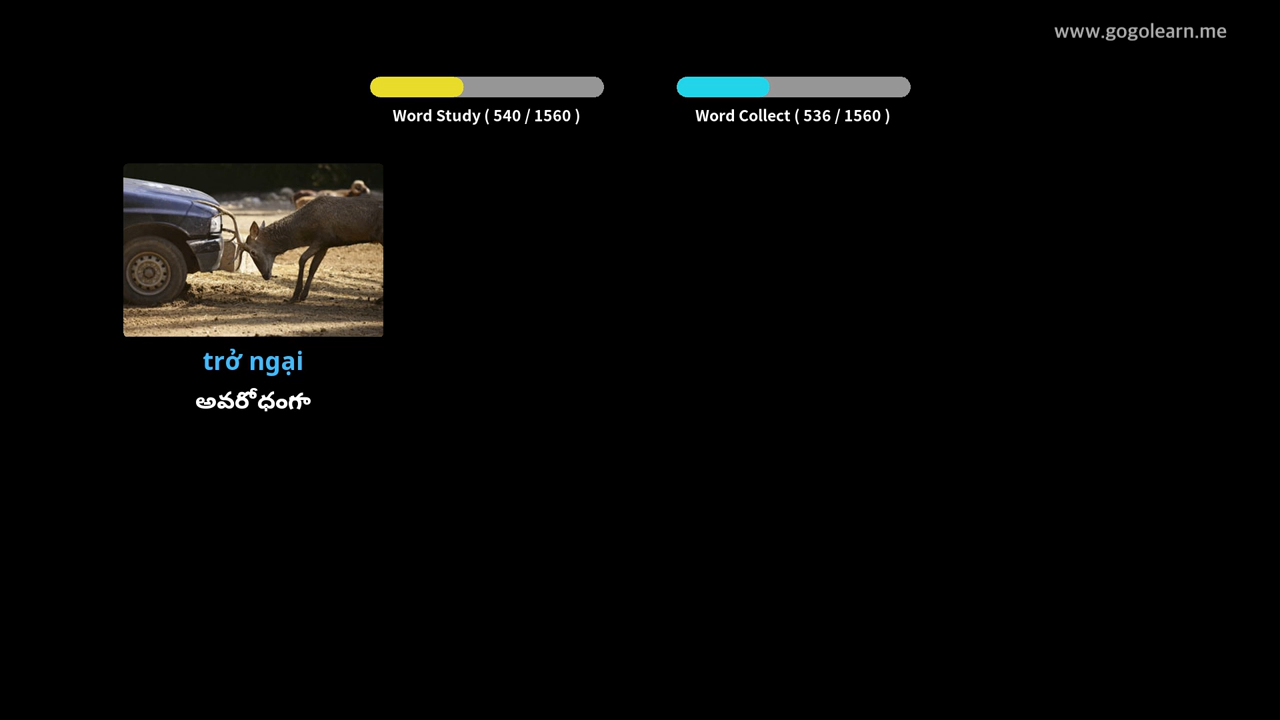 www.gogolearn.me
Word Study ( 540 / 1560 )
Word Collect ( 536 / 1560 )
trở ngại
అవరోధంగా